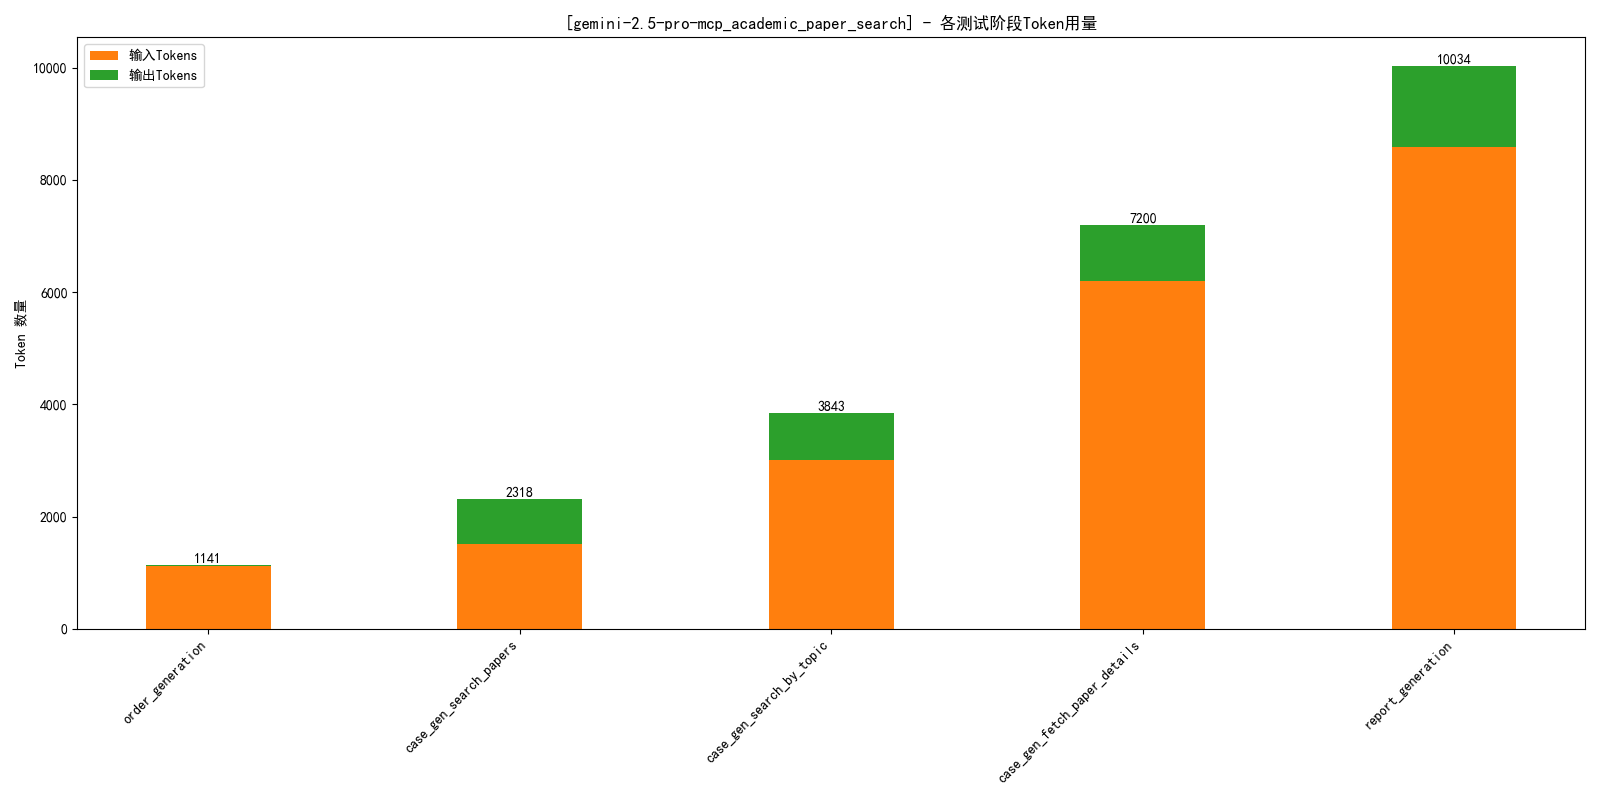 [gemini-2.5-pro-mcp_academic_paper_search] - 各测试阶段Token用量
输入Tokens
输出Tokens
Token 数量
10000
8000
6000
4000
2000
0
1141
2318
3843
7200
10034
order_generation
case_gen_search_papers
case_gen_search_by_topic
case_gen_fetch_paper_details
report_generation